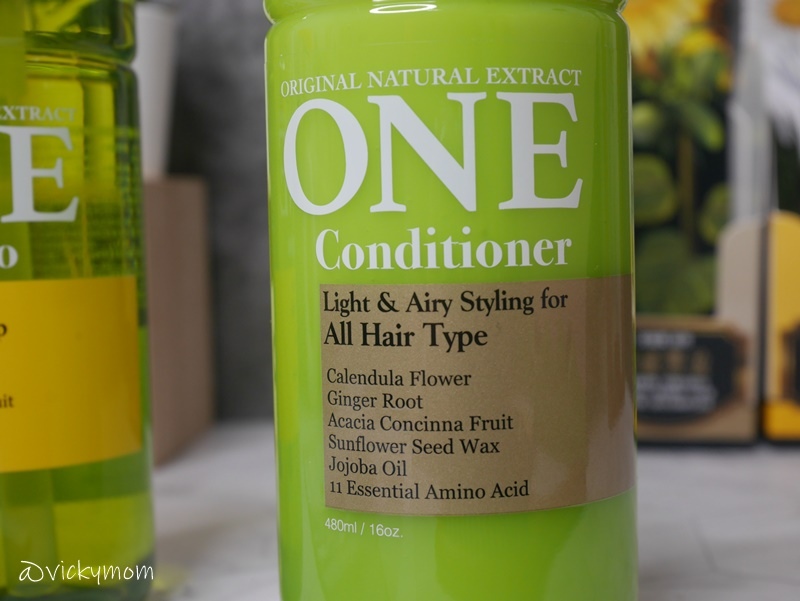 ORIGINAL NATURAL EXTRACT
ONE
Conditioner
Light & Airy Styling for
All Hair Type
Calendula Flower
Ginger Root
Acacia Concinna Fruit
Sunflower Seed Wax
Jojoba Oil
11 Essential Amino Acid
480ml / 16oz.
EXTRACT
E
o
@vickymom